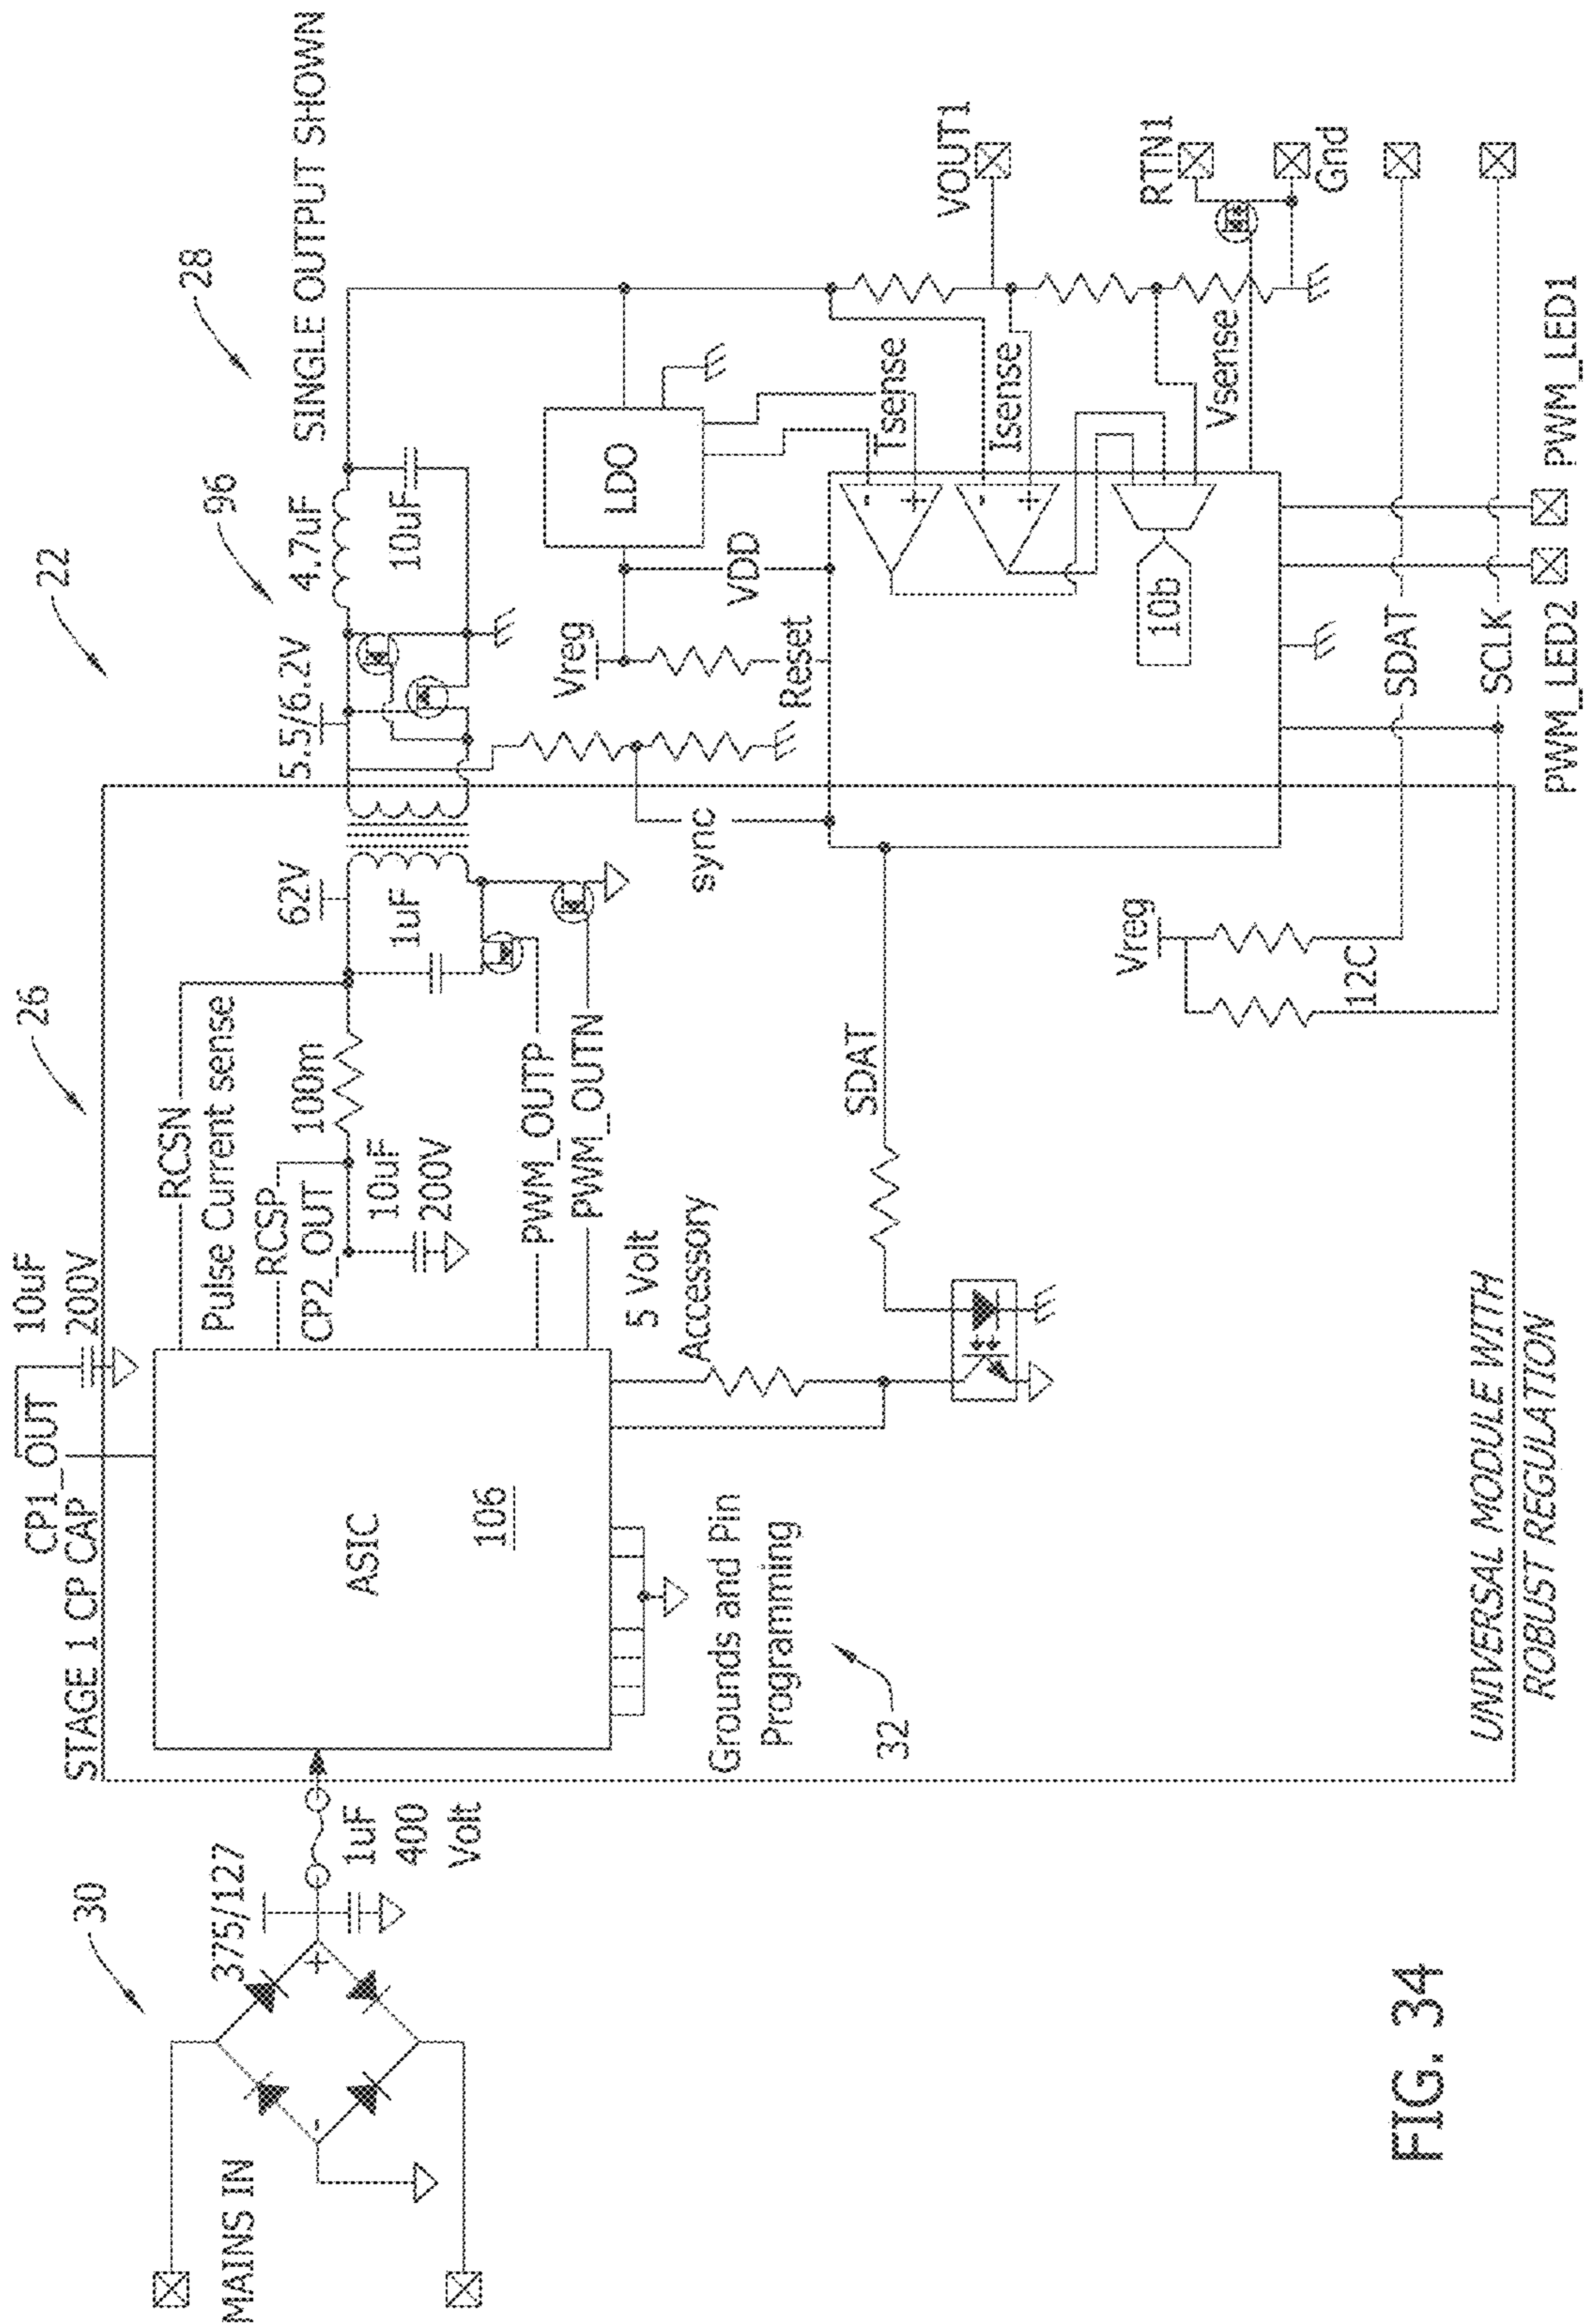 22
26
28
96
30
32
SINGLE OUTPUT SHOWN
MAINS IN
375/127
1uF
400
Volt
STAGE 1 CP CAP
CP1_OUT
10uF
200V
ASIC
106
RCSN
Pulse Current sense
RCSP
CP2_OUT
100m
10uF
200V
62V
1uF
PWM_OUTP
PWM_OUTN
5 Volt
Accessory
Grounds and Pin
Programming
5.5/6.2V
4.7uF
10uF
LDO
Vreg
VDD
Reset
sync
Tsense
Isense
Vsense
10b
VOUT1
RTN1
Gnd
SDAT
Vreg
12C
SDAT
SCLK
PWM_LED2
PWM_LED1
UNIVERSAL MODULE WITH
ROBUST REGULATION
FIG. 34